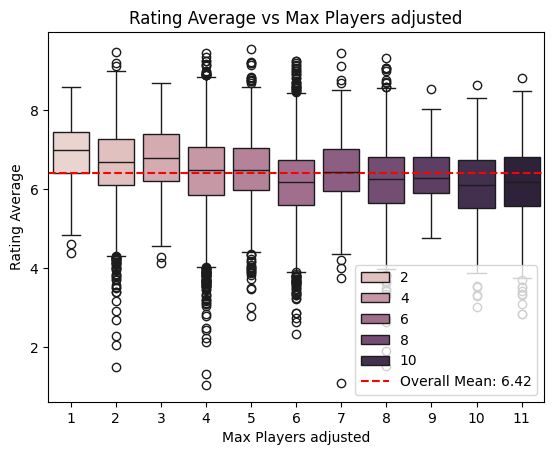 Rating Average vs Max Players adjusted
Rating Average
8
6
4
2
2
4
6
8
10
Overall Mean: 6.42
1 2 3 4 5 6 7 8 9 10 11
Max Players adjusted